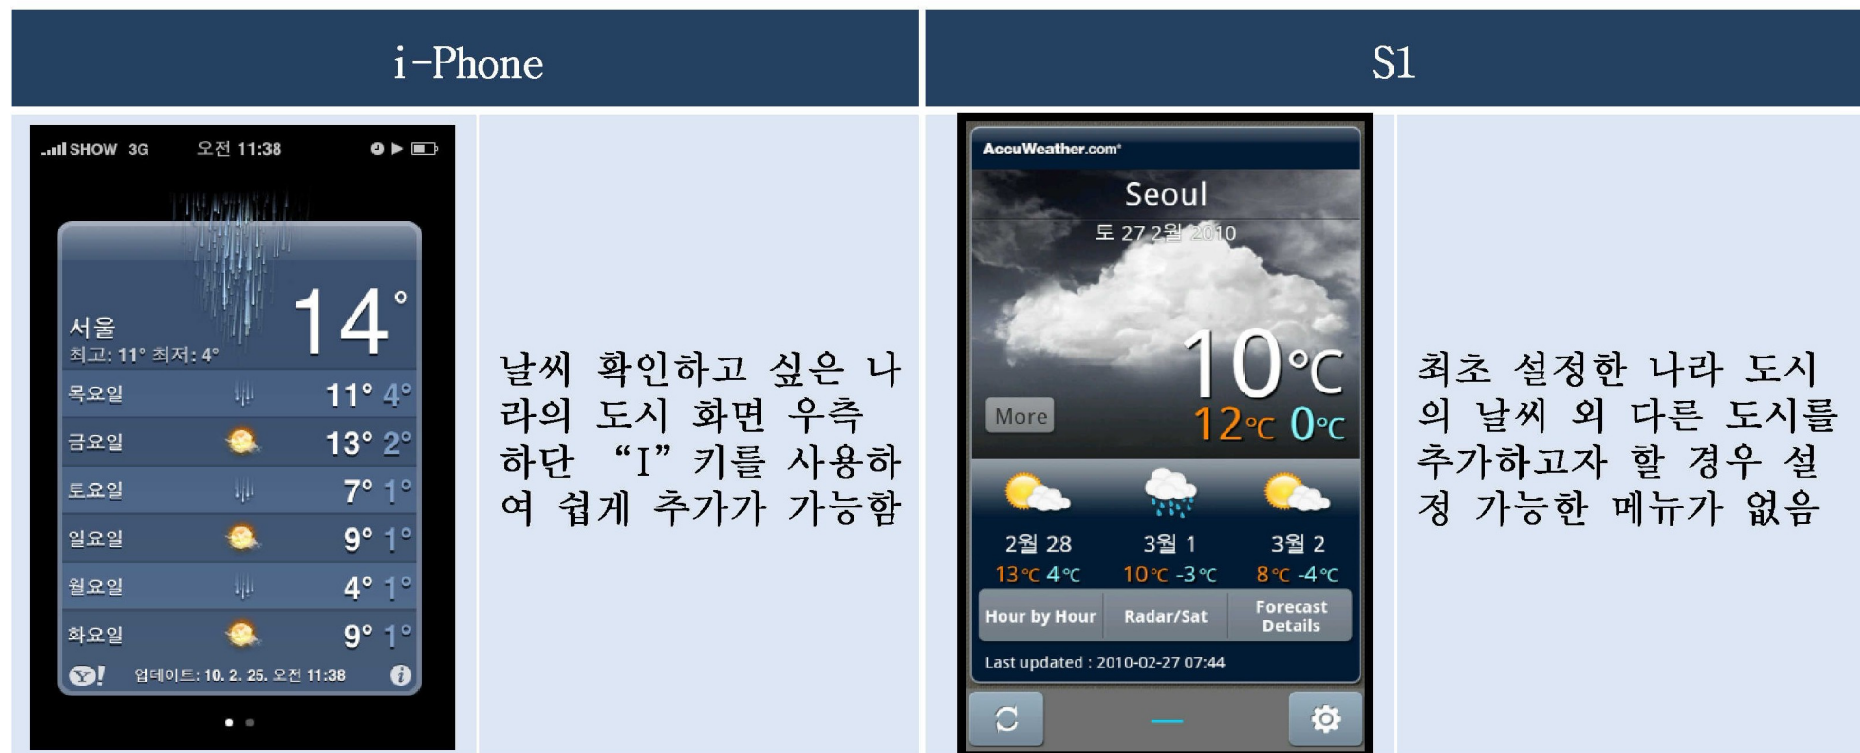 i-Phone
S1
SHOW 3G 오전 11:38
14°
서울
최고: 11° 최저: 4°
목요일 11° 4°
금요일 13° 2°
토요일 7° 1°
일요일 9° 1°
월요일 4° 1°
화요일 9° 1°
Y! 업데이트: 10. 2. 25. 오전 11:38 i
날씨 확인하고 싶은 나
라의 도시 화면 우측
하단 “I” 키를 사용하
여 쉽게 추가가 가능함
AccuWeather.com®
Seoul
토 27 2월 2010
10°C
More 12°C 0°C
2월 28 3월 1 3월 2
13°C 4°C 10°C -3°C 8°C -4°C
Hour by Hour Radar/Sat Forecast
Details
Last updated : 2010-02-27 07:44
최초 설정한 나라 도시
의 날씨 외 다른 도시를
추가하고자 할 경우 설
정 가능한 메뉴가 없음